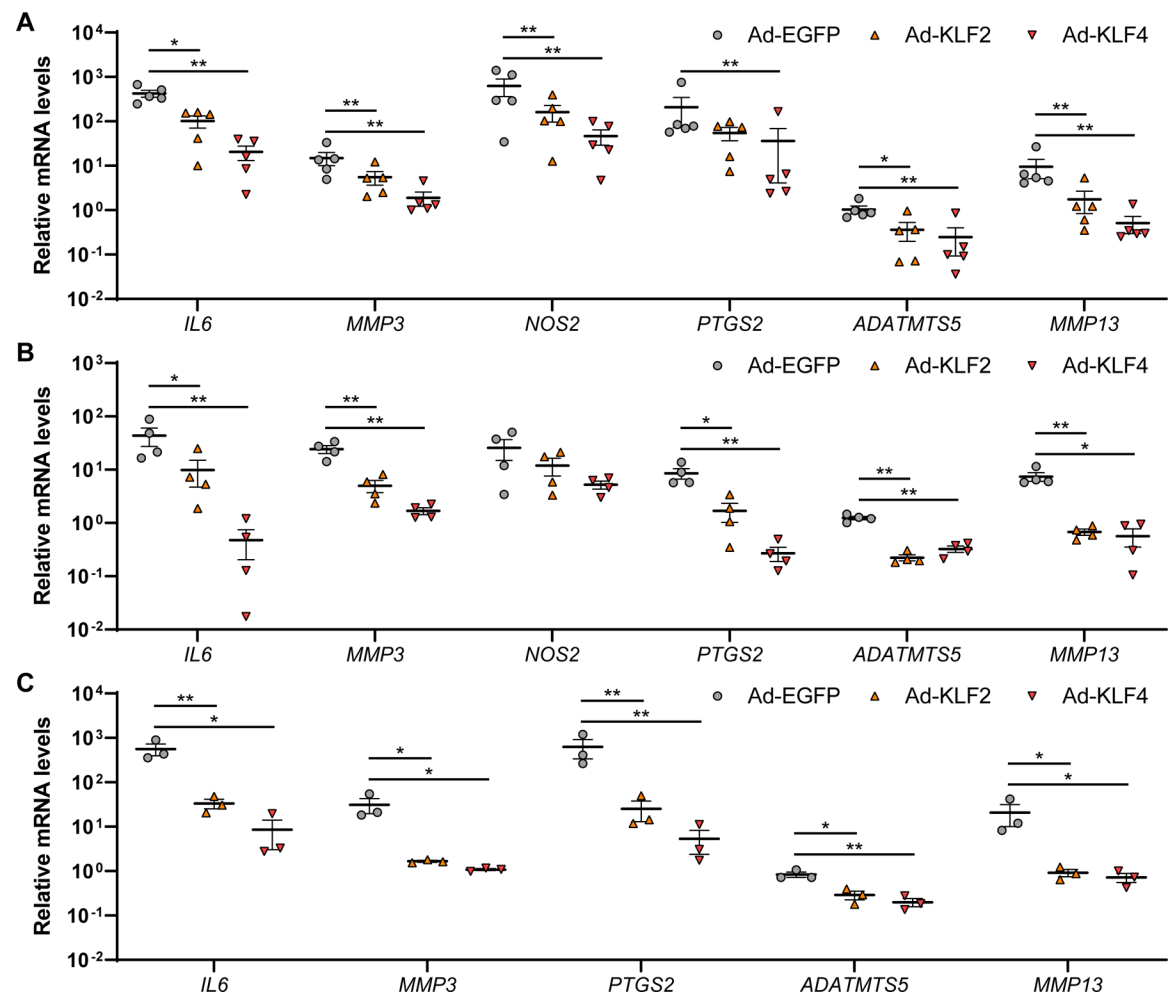 A
Relative mRNA levels
Ad-EGFP Ad-KLF2 Ad-KLF4
10⁴
10³
10²
10¹
10⁰
10⁻¹
10⁻²
* ** ** ** ** ** ** * ** ** **
IL6 MMP3 NOS2 PTGS2 ADATMTS5 MMP13
B
Relative mRNA levels
Ad-EGFP Ad-KLF2 Ad-KLF4
10³
10²
10¹
10⁰
10⁻¹
10⁻²
* ** ** ** * ** ** ** ** *
IL6 MMP3 NOS2 PTGS2 ADATMTS5 MMP13
C
Relative mRNA levels
Ad-EGFP Ad-KLF2 Ad-KLF4
10⁴
10³
10²
10¹
10⁰
10⁻¹
10⁻²
** * * * ** ** * ** * *
IL6 MMP3 PTGS2 ADATMTS5 MMP13